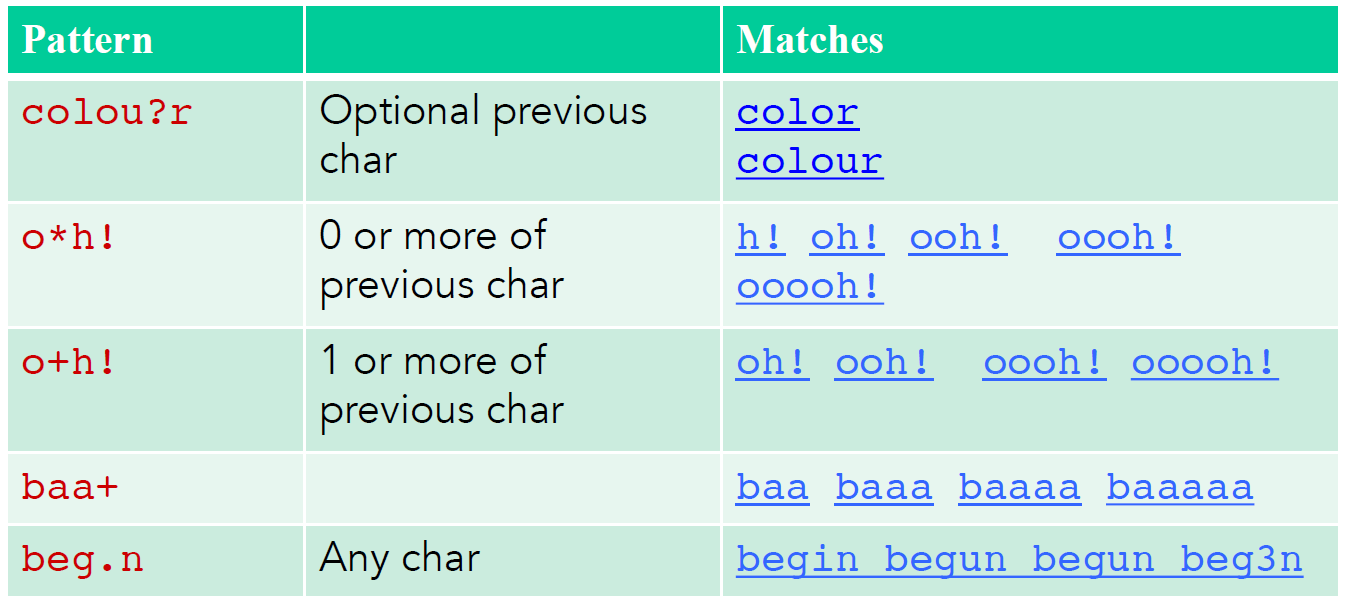 Pattern Matches
colou?r Optional previous color
char colour
o*h! 0 or more of h! oh! ooh! oooh!
previous char ooooh!
o+h! 1 or more of oh! ooh! oooh! ooooh!
previous char
baa+ baa baaa baaaa baaaaa
beg.n Any char begin begun begun beg3n